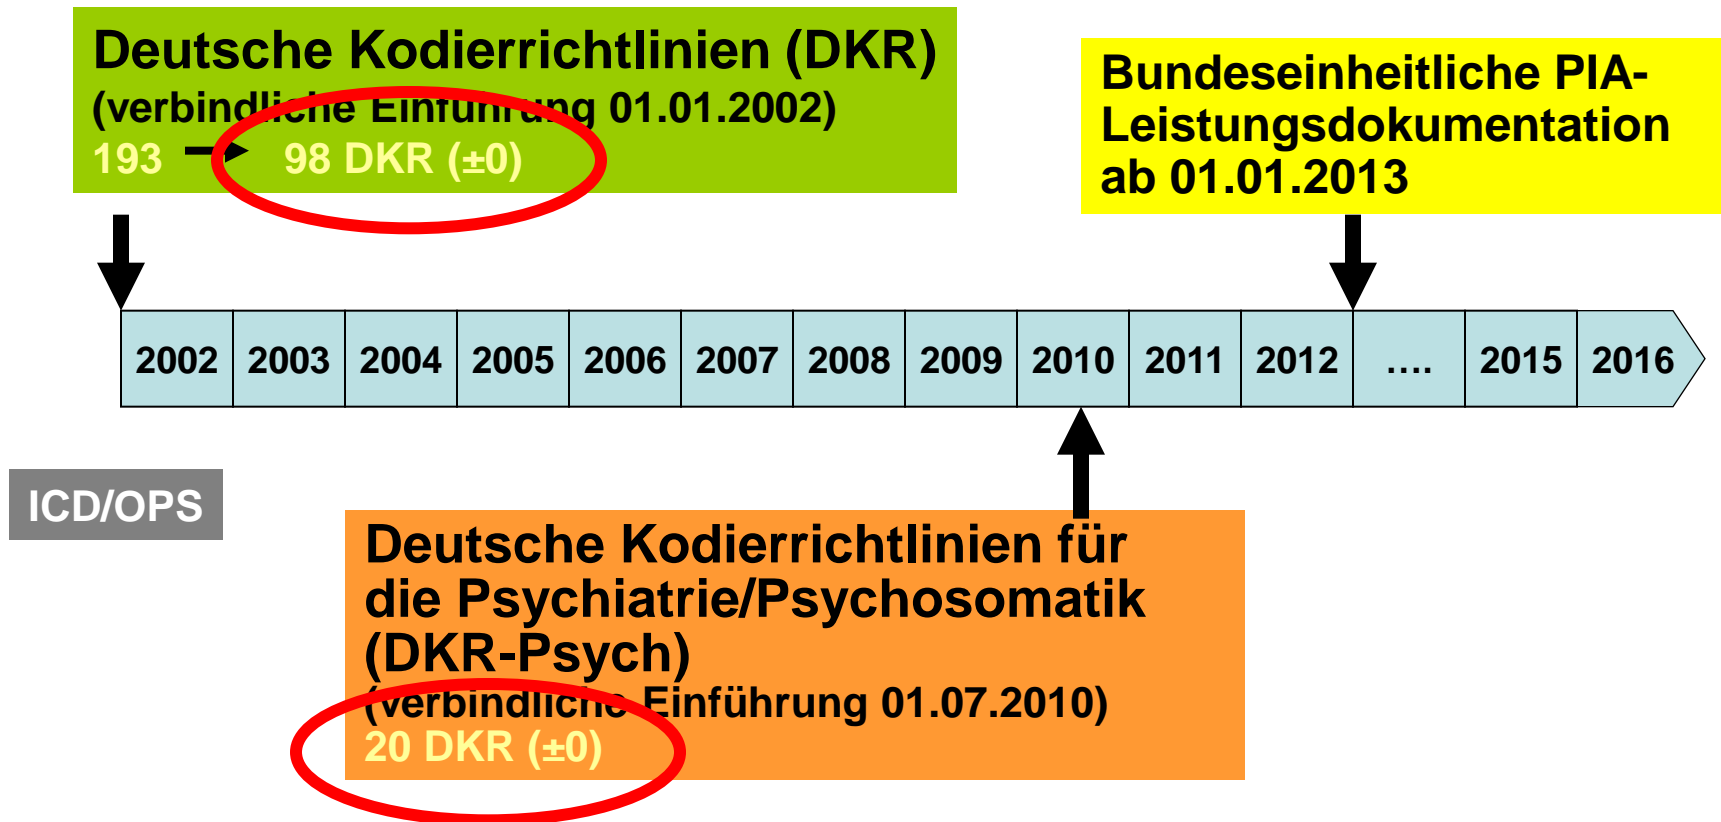 Deutsche Kodierrichtlinien (DKR)
(verbindliche Einführung 01.01.2002)
193 98 DKR (±0)
Bundeseinheitliche PIA-
Leistungsdokumentation
ab 01.01.2013
2002 2003 2004 2005 2006 2007 2008 2009 2010 2011 2012 .... 2015 2016
ICD/OPS
Deutsche Kodierrichtlinien für
die Psychiatrie/Psychosomatik
(DKR-Psych)
(verbindliche Einführung 01.07.2010)
20 DKR (±0)